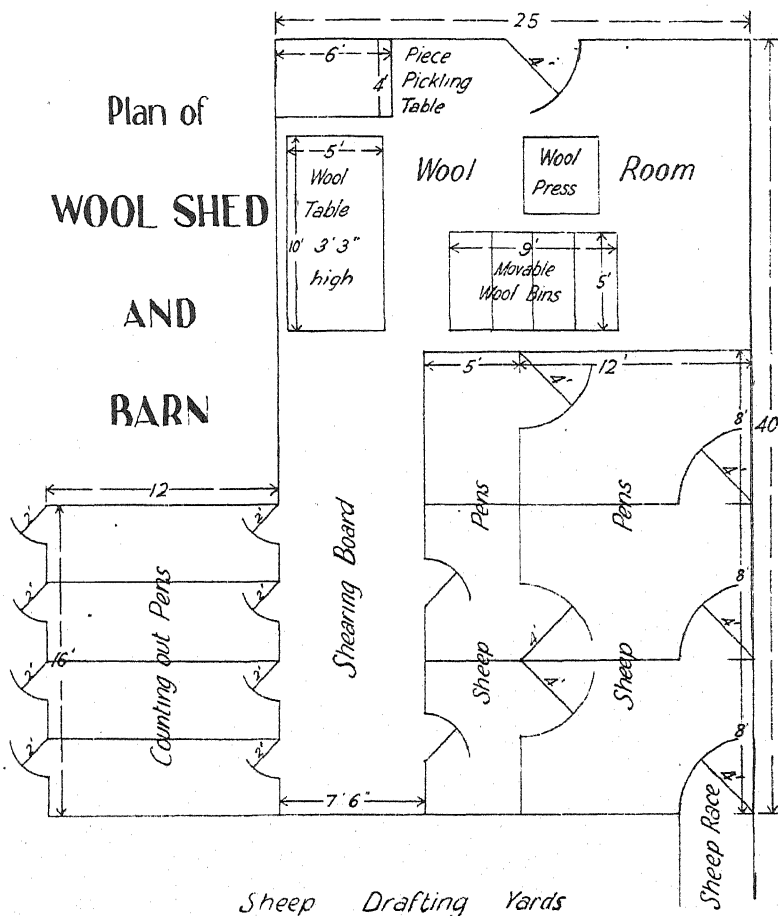 25
6'
4'
Piece
Pickling
Table
4'
Plan of
WOOL SHED
AND
BARN
5'
Wool
Table
10' 3' 3"
high
Wool
Wool
Press
Room
9'
Movable
Wool Bins
5'
5'
12'
4'
8'
40
4'
12
2'
2'
2'
2'
2'
2'
2'
2'
16'
Counting out Pens
Shearing Board
Pens
Pens
Sheep
Sheep
4'
4'
8'
4'
8'
4'
7' 6"
Sheep Race
Sheep Drafting Yards